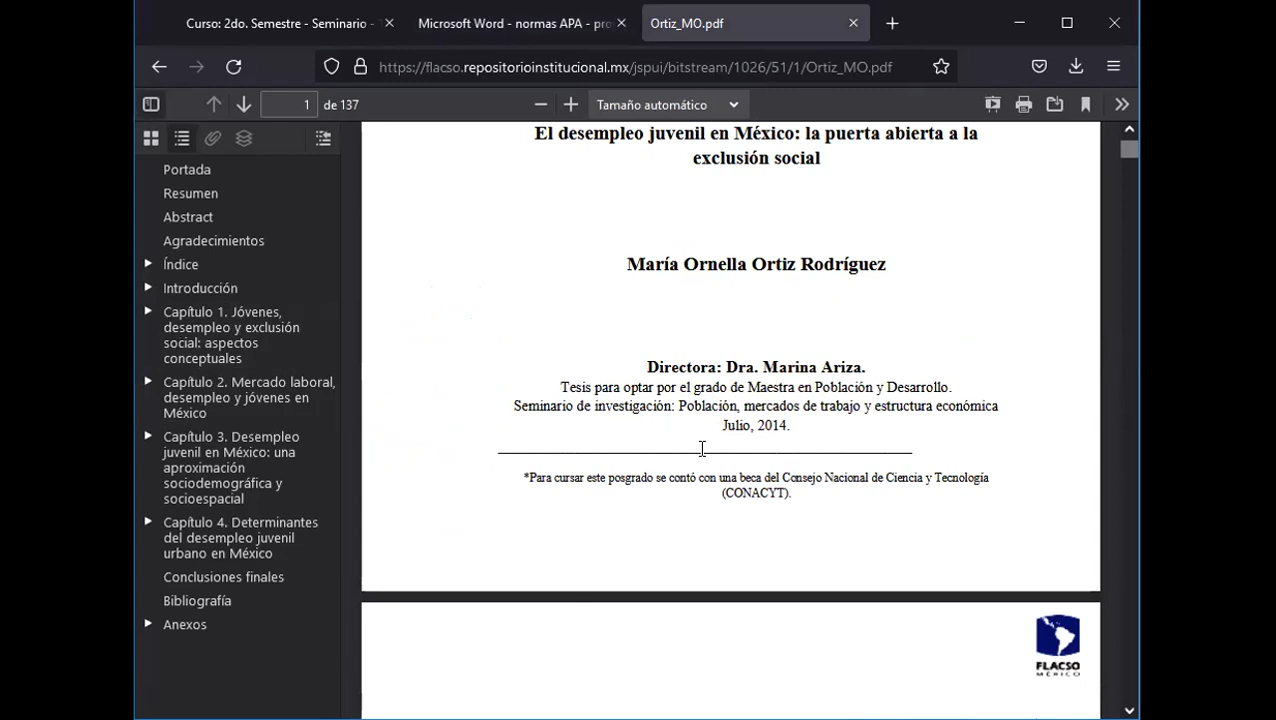 Curso: 2do. Semestre - Seminario -
Microsoft Word - normas APA - pro
Ortiz_MO.pdf
https://flacso.repositorioinstitucional.mx/jspui/bitstream/1026/51/1/Ortiz_MO.pdf
1 de 137
Tamaño automático
Portada
Resumen
Abstract
Agradecimientos
Índice
Introducción
Capítulo 1. Jóvenes,
desempleo y exclusión
social: aspectos
conceptuales
Capítulo 2. Mercado laboral,
desempleo y jóvenes en
México
Capítulo 3. Desempleo
juvenil en México: una
aproximación
sociodemográfica y
socioespacial
Capítulo 4. Determinantes
del desempleo juvenil
urbano en México
Conclusiones finales
Bibliografía
Anexos
El desempleo juvenil en México: la puerta abierta a la
exclusión social
María Ornella Ortiz Rodríguez
Directora: Dra. Marina Ariza.
Tesis para optar por el grado de Maestra en Población y Desarrollo.
Seminario de investigación: Población, mercados de trabajo y estructura económica
Julio, 2014.
*Para cursar este posgrado se contó con una beca del Consejo Nacional de Ciencia y Tecnología
(CONACYT).
FLACSO
MÉXICO